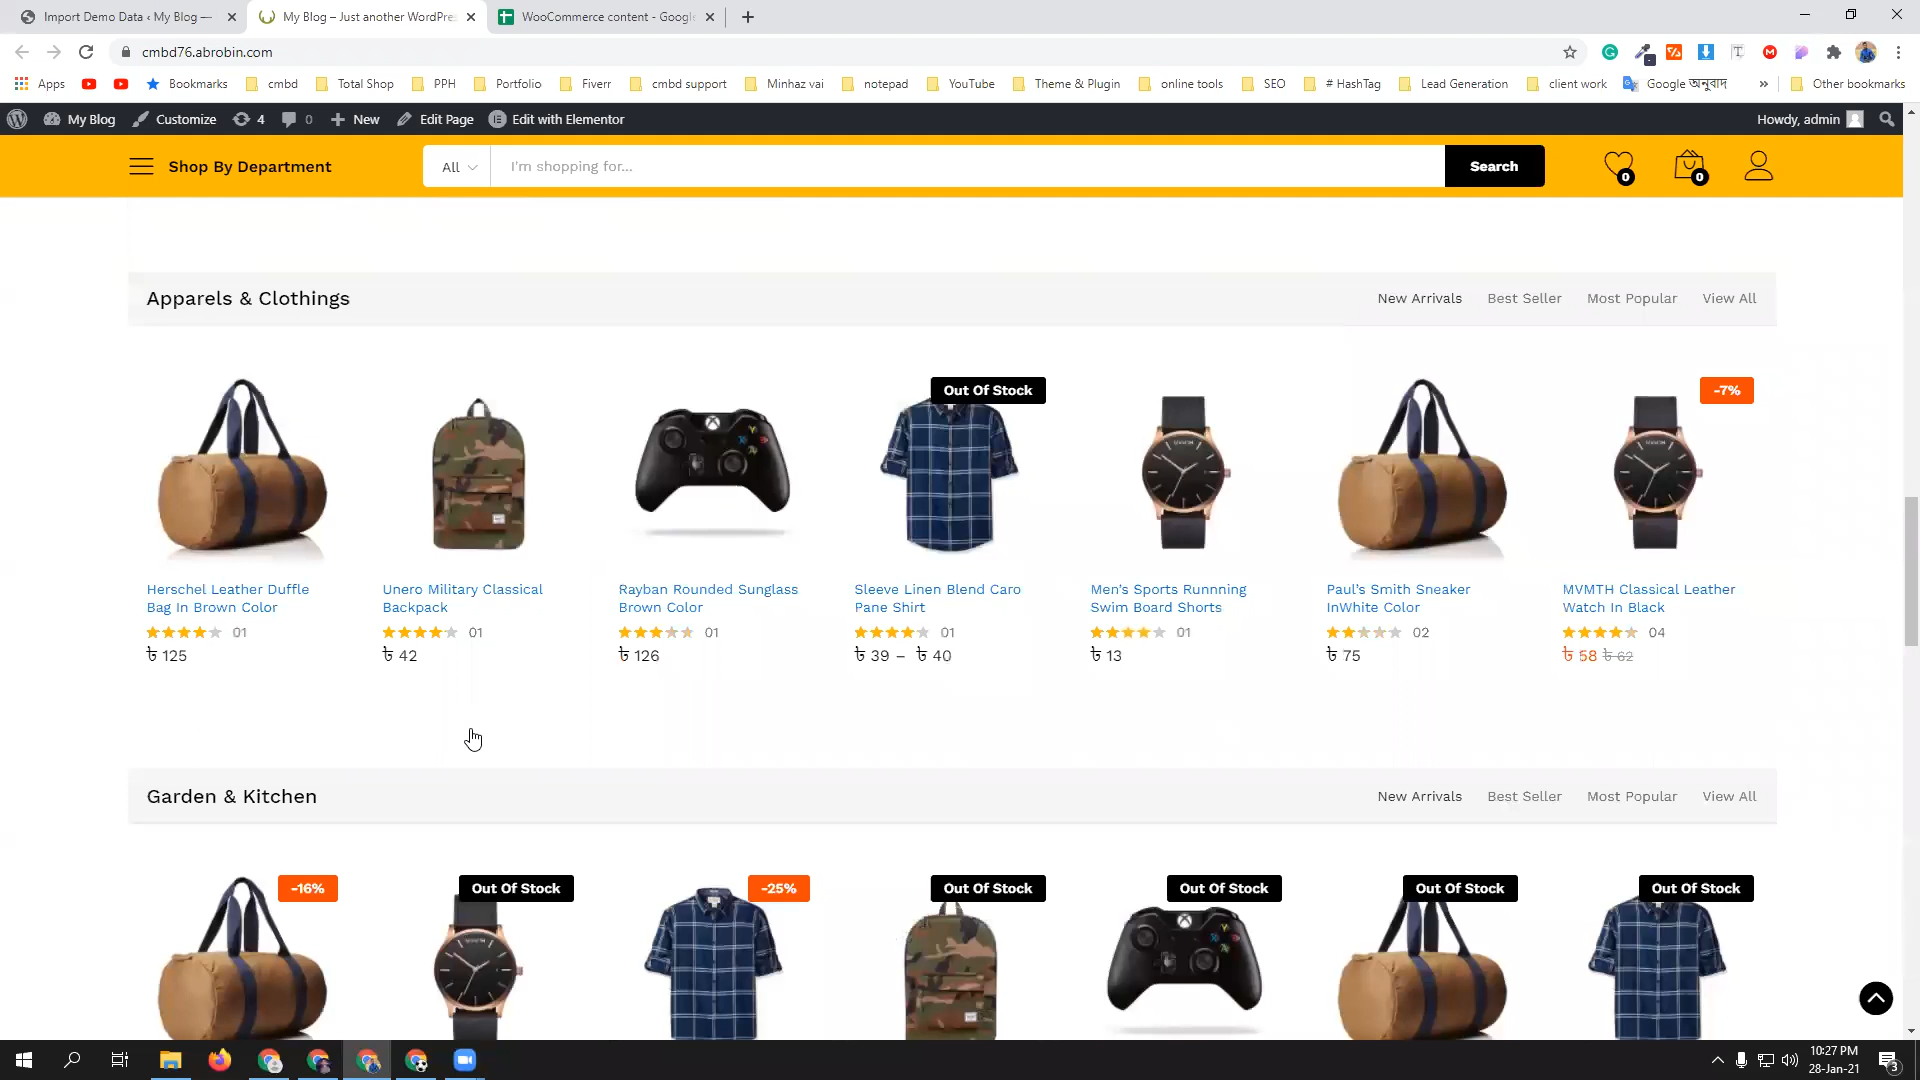 Import Demo Data ‹ My Blog —
My Blog – Just another WordPre
WooCommerce content - Googl
cmbd76.abrobin.com
Apps
Bookmarks
cmbd
Total Shop
PPH
Portfolio
Fiverr
cmbd support
Minhaz vai
notepad
YouTube
Theme & Plugin
online tools
SEO
# HashTag
Lead Generation
client work
Google অনুবাদ
»
Other bookmarks
My Blog
Customize
4
0
New
Edit Page
Edit with Elementor
Howdy, admin
Shop By Department
All
I'm shopping for...
Search
0
0
Apparels & Clothings
New Arrivals
Best Seller
Most Popular
View All
Out Of Stock
-7%
Herschel Leather Duffle
Bag In Brown Color
01
৳ 125
Unero Military Classical
Backpack
01
৳ 42
Rayban Rounded Sunglass
Brown Color
01
৳ 126
Sleeve Linen Blend Caro
Pane Shirt
01
৳ 39 – ৳ 40
Men's Sports Runnning
Swim Board Shorts
01
৳ 13
Paul's Smith Sneaker
InWhite Color
02
৳ 75
MVMTH Classical Leather
Watch In Black
04
৳ 58 ৳ 62
Garden & Kitchen
New Arrivals
Best Seller
Most Popular
View All
-16%
Out Of Stock
-25%
Out Of Stock
Out Of Stock
Out Of Stock
Out Of Stock
10:27 PM
28-Jan-21
3